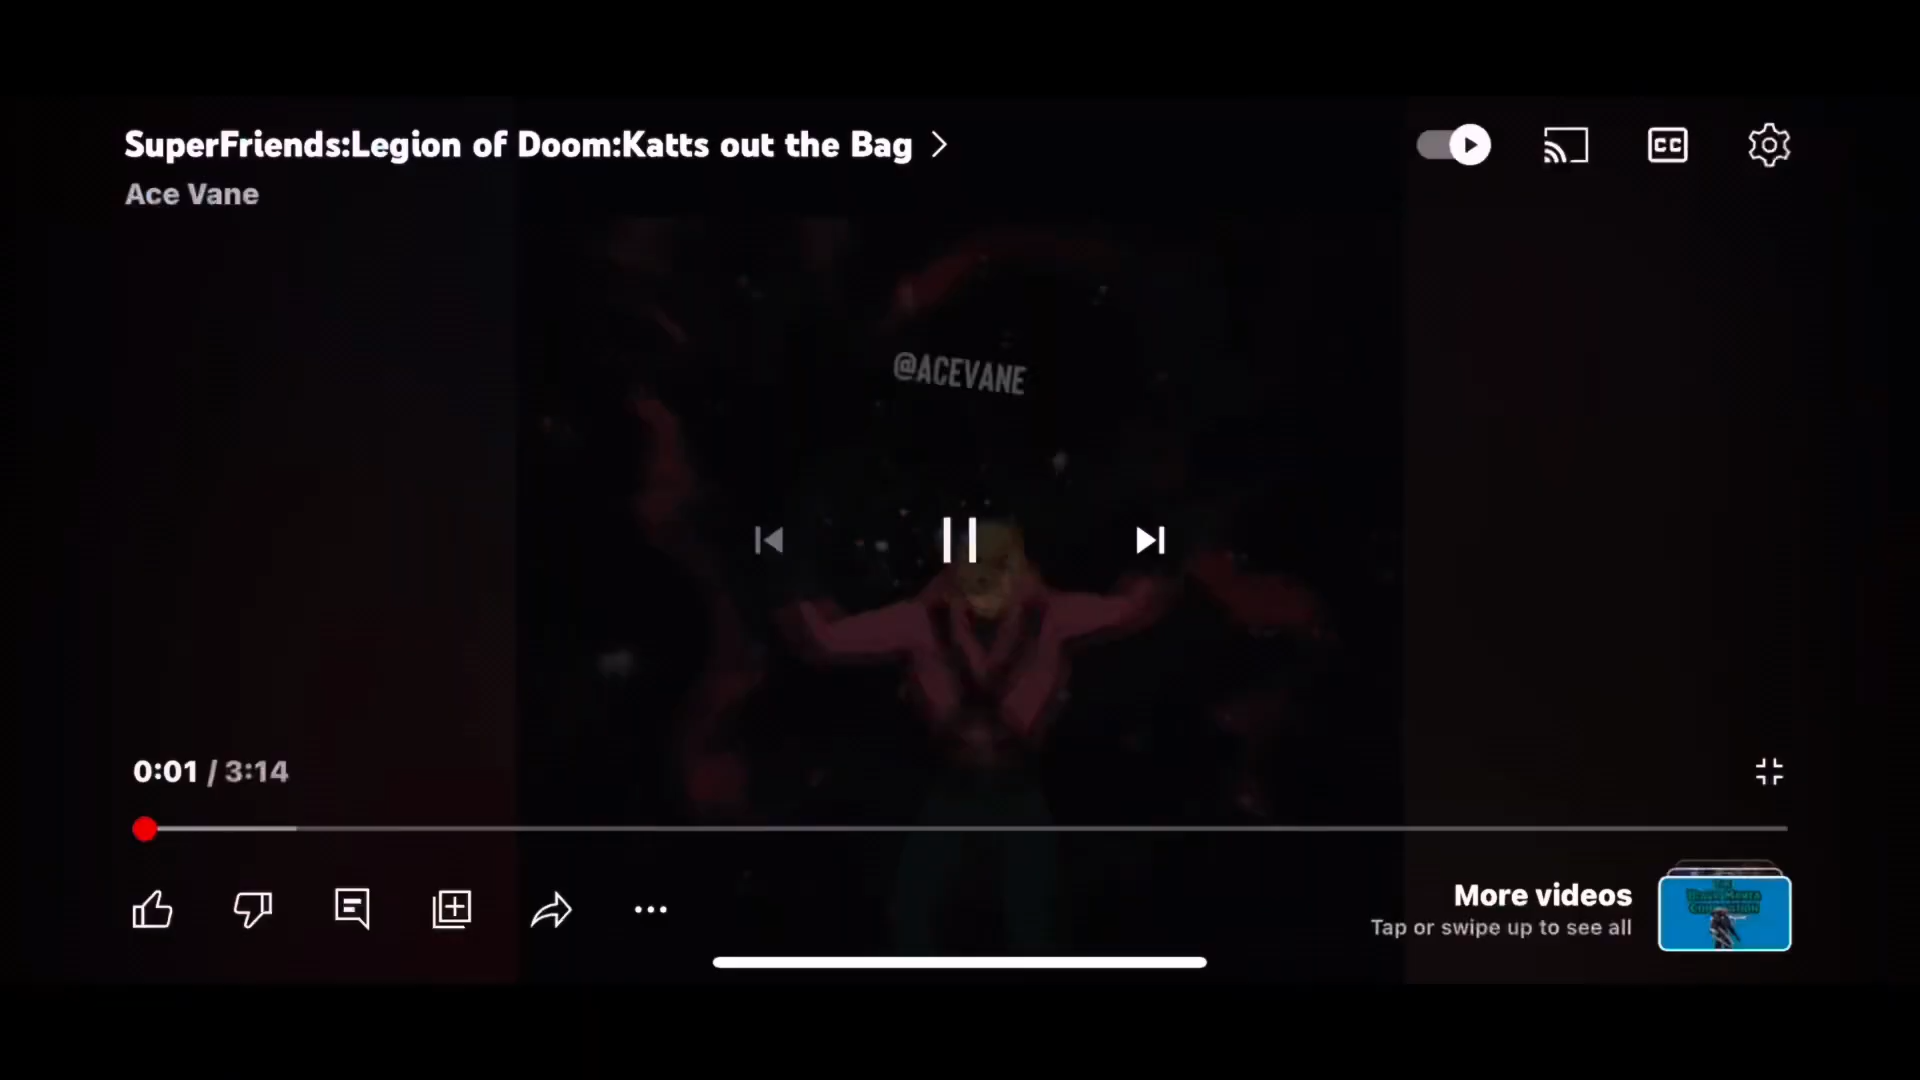 SuperFriends:Legion of Doom:Katts out the Bag
Ace Vane
CC
@ACEVANE
0:01 / 3:14
More videos
Tap or swipe up to see all